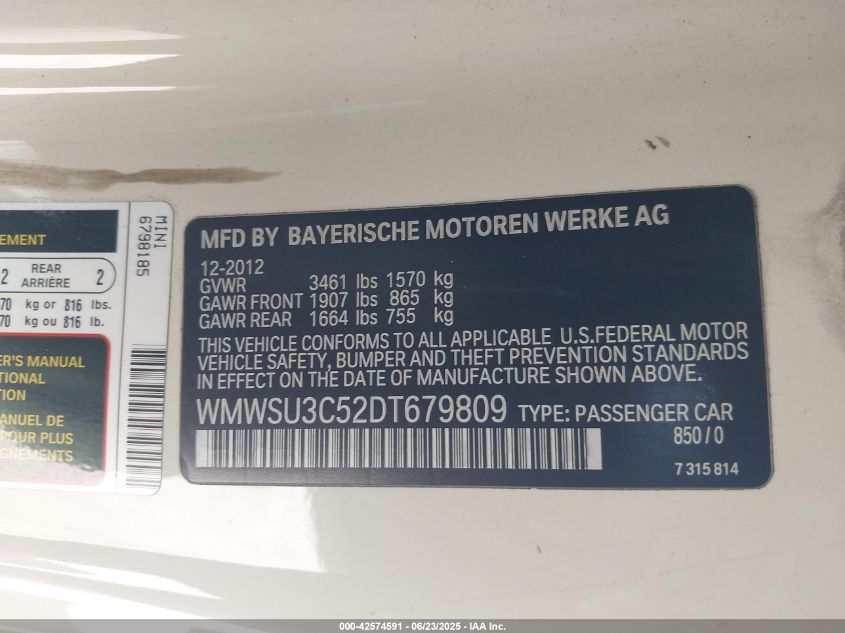 EMENT
2 REAR ARRIÈRE 2
70 kg or 816 lbs.
70 kg ou 816 lb.
R'S MANUAL
TIONAL
TION
ANUEL DE
POUR PLUS
GNEMENTS
MINI
6798185
MFD BY BAYERISCHE MOTOREN WERKE AG
12-2012
GVWR 3461 lbs 1570 kg
GAWR FRONT 1907 lbs 865 kg
GAWR REAR 1664 lbs 755 kg
THIS VEHICLE CONFORMS TO ALL APPLICABLE U.S.FEDERAL MOTOR
VEHICLE SAFETY, BUMPER AND THEFT PREVENTION STANDARDS
IN EFFECT ON THE DATE OF MANUFACTURE SHOWN ABOVE.
WMWSU3C52DT679809 TYPE: PASSENGER CAR
850/0
7 315 814
000-42574591 - 06/23/2025 - IAA Inc.